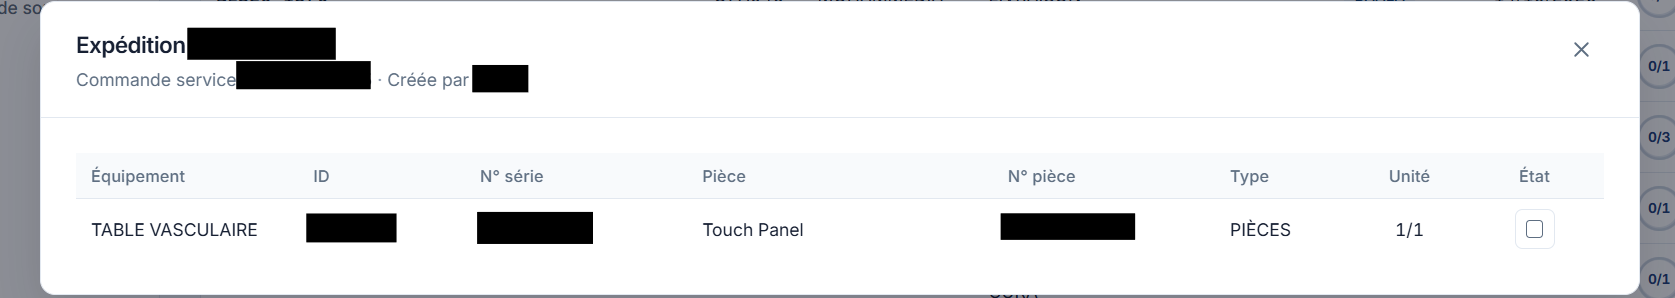 Expédition
Commande service · Créée par
Équipement ID N° série Pièce N° pièce Type Unité État
TABLE VASCULAIRE Touch Panel PIÈCES 1/1
0/1
0/3
0/1
0/1